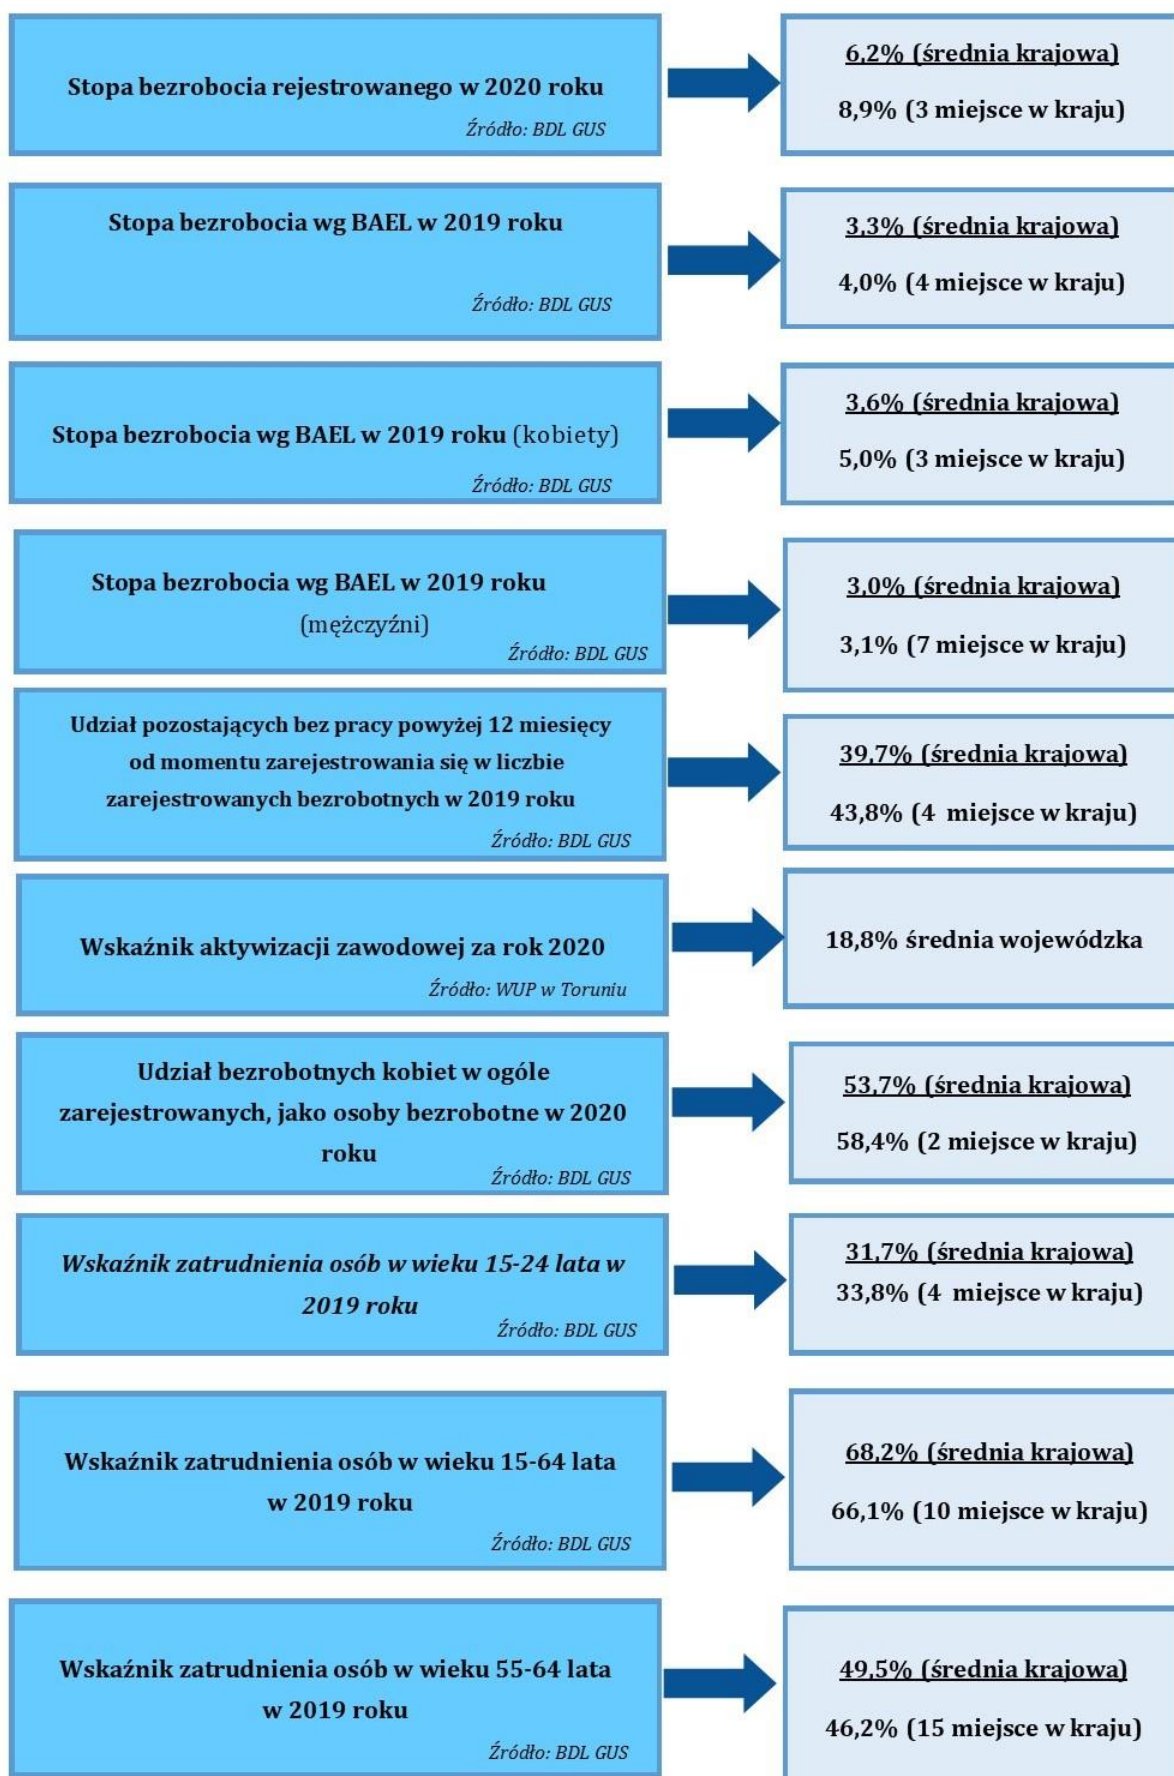 Stopa bezrobocia rejestrowanego w 2020 roku
Źródło: BDL GUS
6,2% (średnia krajowa)
8,9% (3 miejsce w kraju)
Stopa bezrobocia wg BAEL w 2019 roku
Źródło: BDL GUS
3,3% (średnia krajowa)
4,0% (4 miejsce w kraju)
Stopa bezrobocia wg BAEL w 2019 roku (kobiety)
Źródło: BDL GUS
3,6% (średnia krajowa)
5,0% (3 miejsce w kraju)
Stopa bezrobocia wg BAEL w 2019 roku
(mężczyźni)
Źródło: BDL GUS
3,0% (średnia krajowa)
3,1% (7 miejsce w kraju)
Udział pozostających bez pracy powyżej 12 miesięcy
od momentu zarejestrowania się w liczbie
zarejestrowanych bezrobotnych w 2019 roku
Źródło: BDL GUS
39,7% (średnia krajowa)
43,8% (4 miejsce w kraju)
Wskaźnik aktywizacji zawodowej za rok 2020
Źródło: WUP w Toruniu
18,8% średnia wojewódzka
Udział bezrobotnych kobiet w ogóle
zarejestrowanych, jako osoby bezrobotne w 2020
roku
Źródło: BDL GUS
53,7% (średnia krajowa)
58,4% (2 miejsce w kraju)
Wskaźnik zatrudnienia osób w wieku 15-24 lata w
2019 roku
Źródło: BDL GUS
31,7% (średnia krajowa)
33,8% (4 miejsce w kraju)
Wskaźnik zatrudnienia osób w wieku 15-64 lata
w 2019 roku
Źródło: BDL GUS
68,2% (średnia krajowa)
66,1% (10 miejsce w kraju)
Wskaźnik zatrudnienia osób w wieku 55-64 lata
w 2019 roku
Źródło: BDL GUS
49,5% (średnia krajowa)
46,2% (15 miejsce w kraju)